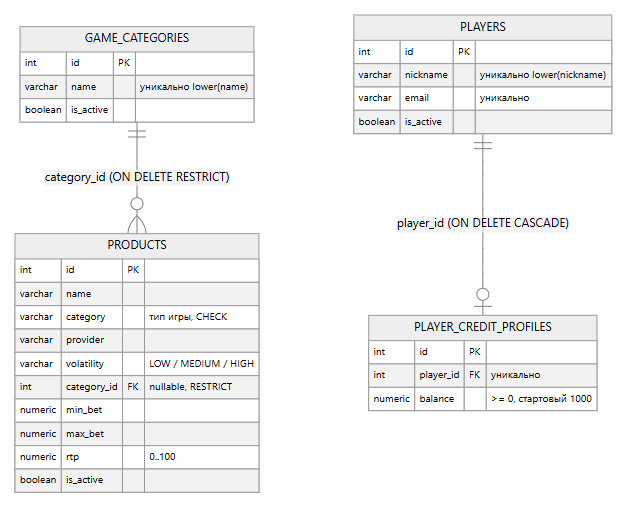 GAME_CATEGORIES
int id PK
varchar name уникально lower(name)
boolean is_active
category_id (ON DELETE RESTRICT)
PRODUCTS
int id PK
varchar name
varchar category тип игры, CHECK
varchar provider
varchar volatility LOW / MEDIUM / HIGH
int category_id FK nullable, RESTRICT
numeric min_bet
numeric max_bet
numeric rtp 0..100
boolean is_active
PLAYERS
int id PK
varchar nickname уникально lower(nickname)
varchar email уникально
boolean is_active
player_id (ON DELETE CASCADE)
PLAYER_CREDIT_PROFILES
int id PK
int player_id FK уникально
numeric balance >= 0, стартовый 1000